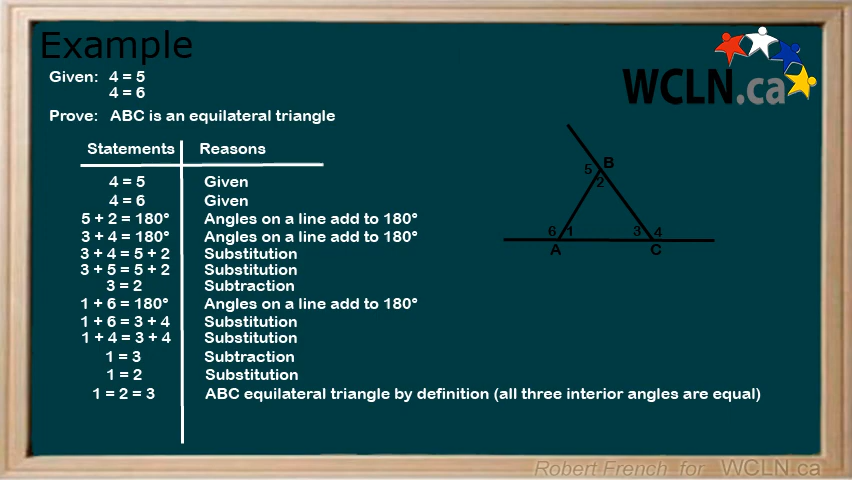 Example
WCLN.ca
Given: 4 = 5
4 = 6
Prove: ABC is an equilateral triangle
Statements Reasons
4 = 5 Given
4 = 6 Given
5 + 2 = 180° Angles on a line add to 180°
3 + 4 = 180° Angles on a line add to 180°
3 + 4 = 5 + 2 Substitution
3 + 5 = 5 + 2 Substitution
3 = 2 Subtraction
1 + 6 = 180° Angles on a line add to 180°
1 + 6 = 3 + 4 Substitution
1 + 4 = 3 + 4 Substitution
1 = 3 Subtraction
1 = 2 Substitution
1 = 2 = 3 ABC equilateral triangle by definition (all three interior angles are equal)
B
5
2
6 1 3 4
A C
Robert French for WCLN.ca